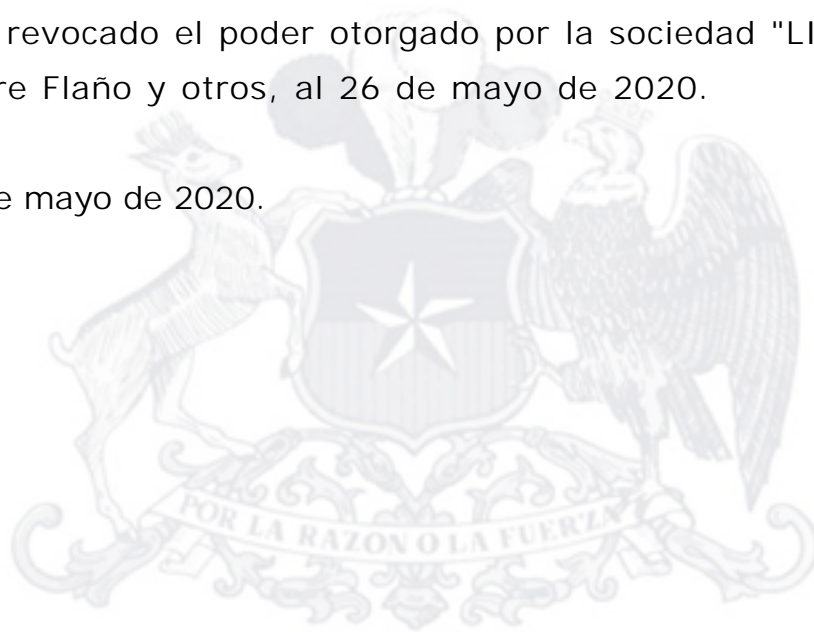 revocado el poder otorgado por la sociedad "LI
re Flaño y otros, al 26 de mayo de 2020.
e mayo de 2020.
POR LA RAZON O LA FUERZA